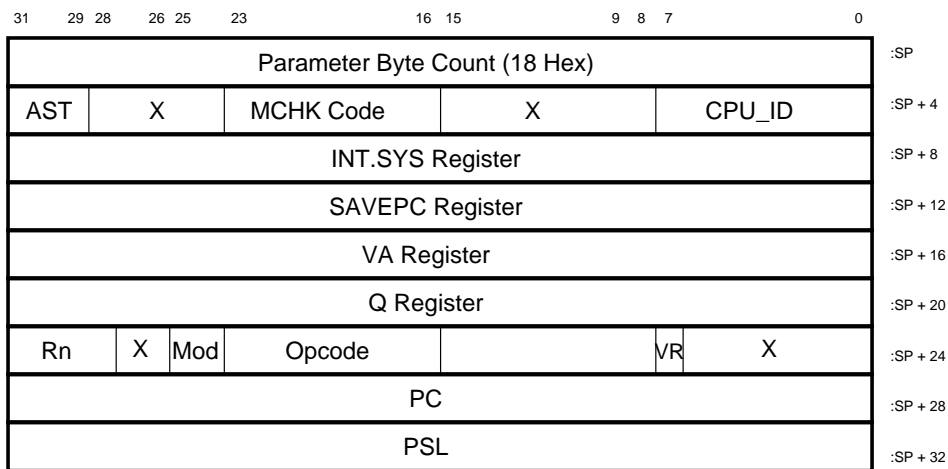 31 29 28 26 25 23 16 15 9 8 7 0
Parameter Byte Count (18 Hex) :SP
AST X MCHK Code X CPU_ID :SP + 4
INT.SYS Register :SP + 8
SAVEPC Register :SP + 12
VA Register :SP + 16
Q Register :SP + 20
Rn X Mod Opcode VR X :SP + 24
PC :SP + 28
PSL :SP + 32